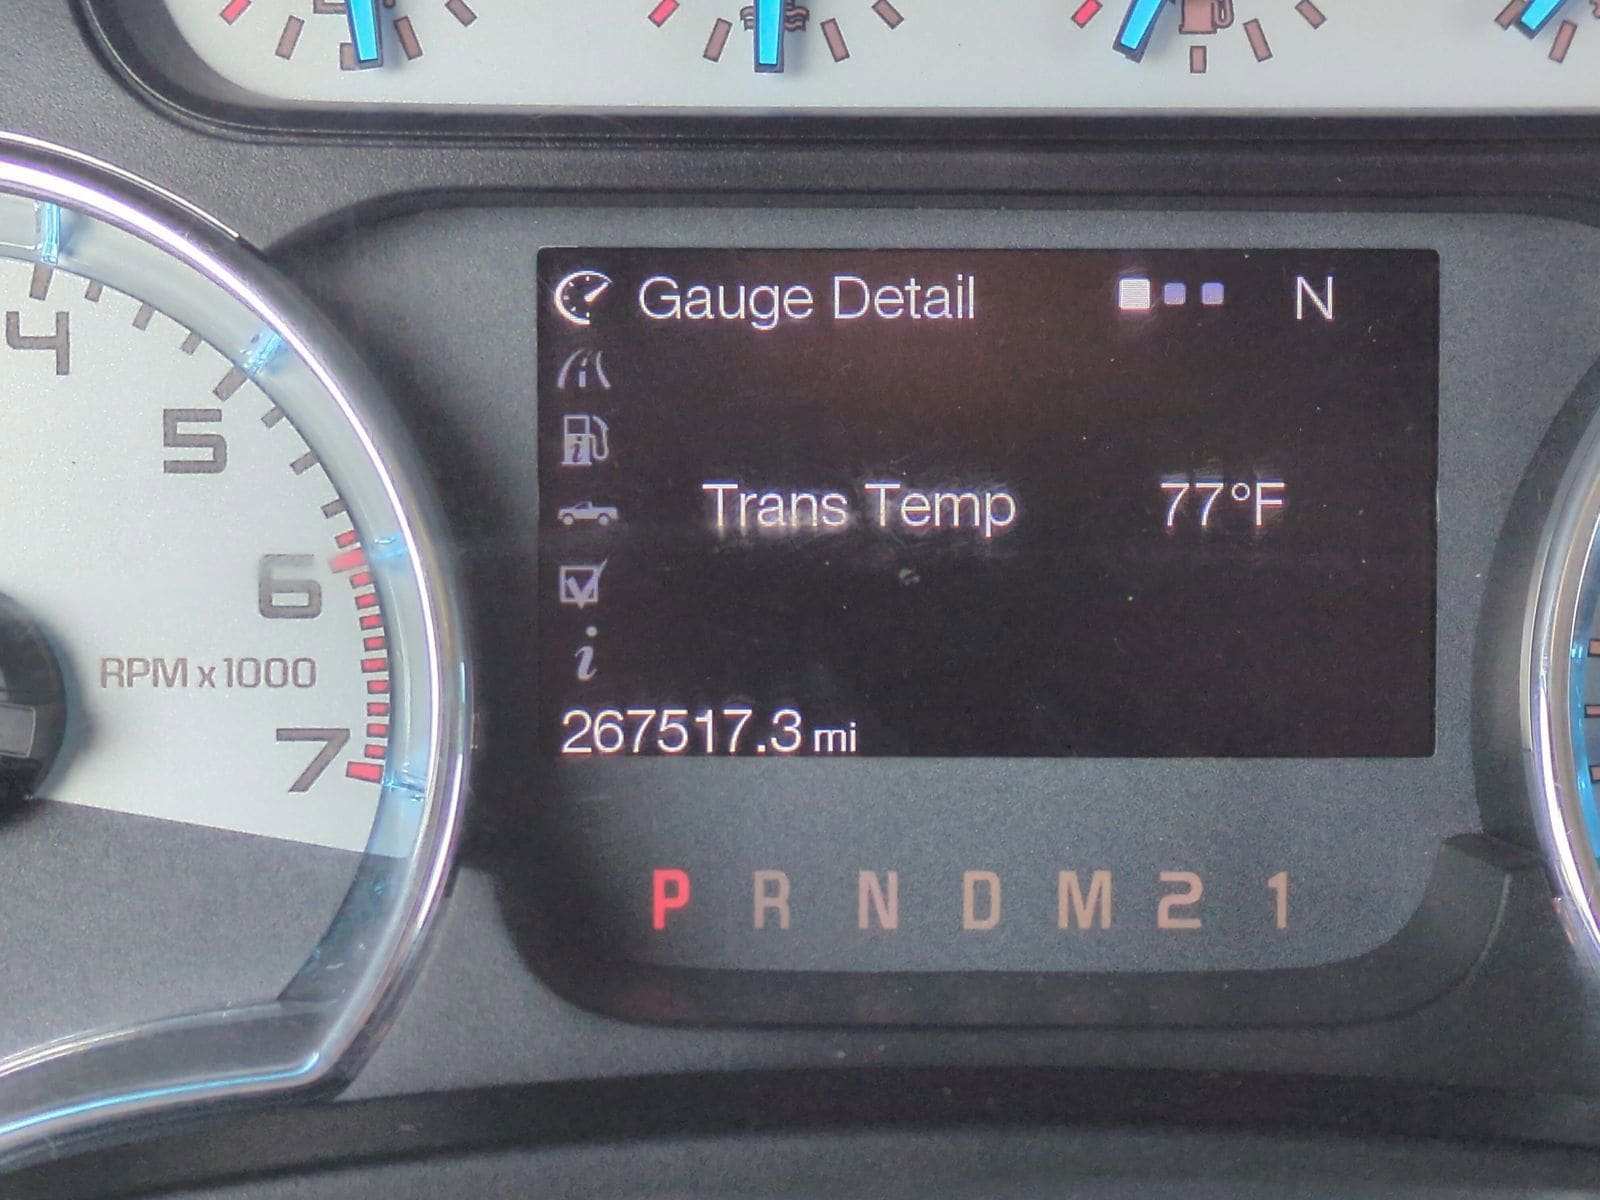 Gauge Detail N
Trans Temp 77°F
267517.3 mi
4
5
6
7
RPM x1000
P R N D M 2 1